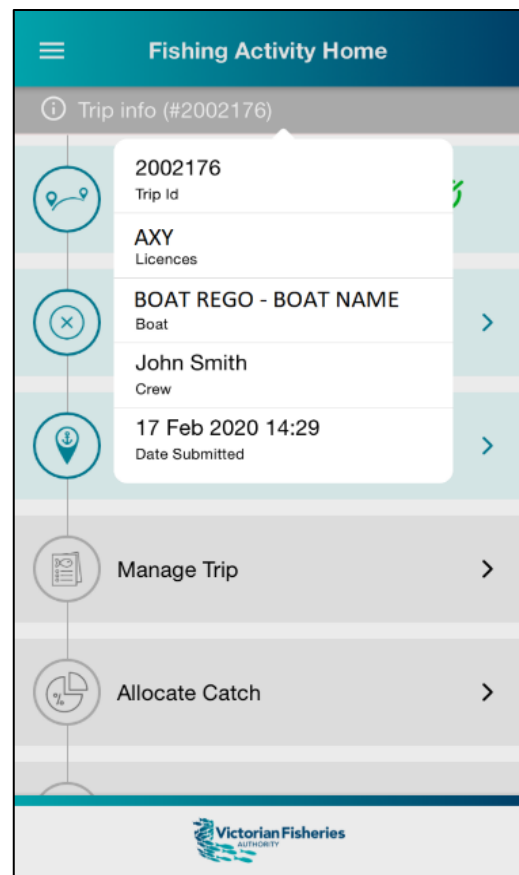 Fishing Activity Home
Trip info (#2002176)
2002176
Trip Id
AXY
Licences
BOAT REGO - BOAT NAME
Boat
John Smith
Crew
17 Feb 2020 14:29
Date Submitted
Manage Trip
%
Allocate Catch
Victorian Fisheries
AUTHORITY